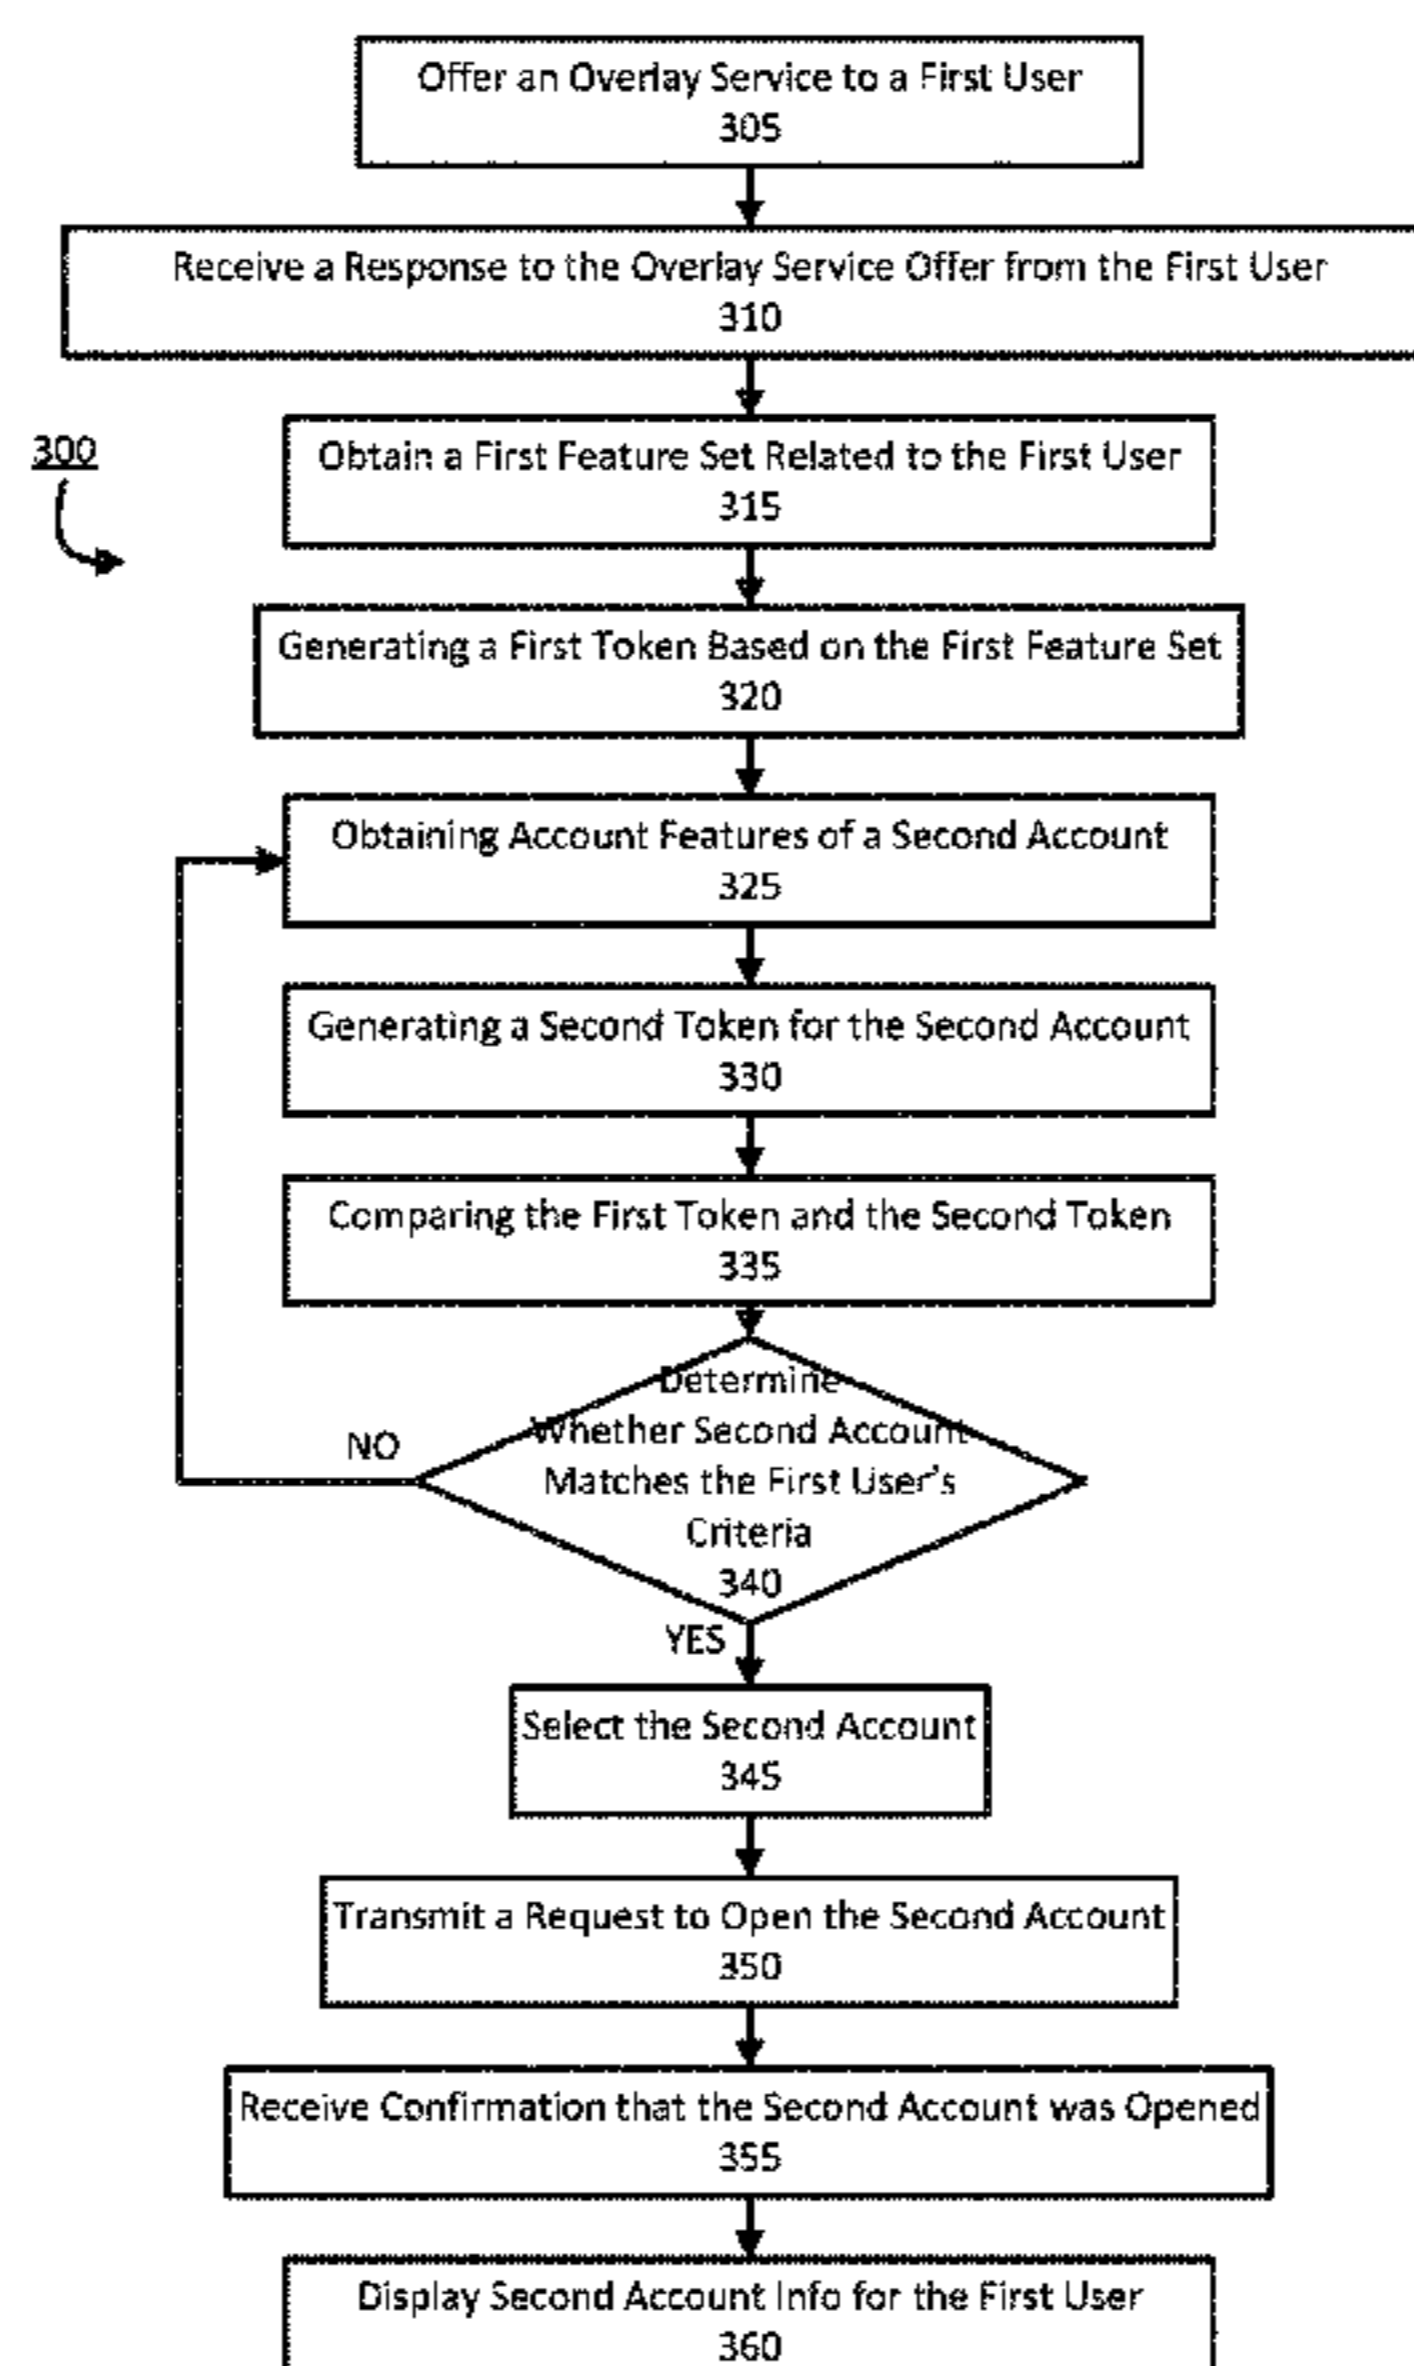 Offer an Overlay Service to a First User
305
Receive a Response to the Overlay Service Offer from the First User
310
300
Obtain a First Feature Set Related to the First User
315
Generating a First Token Based on the First Feature Set
320
Obtaining Account Features of a Second Account
325
Generating a Second Token for the Second Account
330
Comparing the First Token and the Second Token
335
Determine
Whether Second Account
Matches the First User's
Criteria
340
NO
YES
Select the Second Account
345
Transmit a Request to Open the Second Account
350
Receive Confirmation that the Second Account was Opened
355
Display Second Account Info for the First User
360